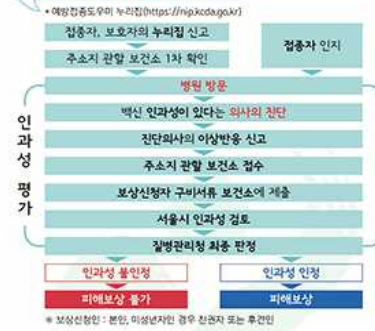 • 예방접종도우미 누리집(https://nip.kcda.go.kr)
접종자, 보호자의 누리집 신고
접종자 인지
주소지 관할 보건소 1차 확인
병원 방문
백신 인과성이 있다는 의사의 진단
진단의사의 이상반응 신고
주소지 관할 보건소 접수
보상신청자 구비서류 보건소에 제출
서울시 인과성 검토
질병관리청 최종 판정
인과성 평가
인과성 불인정
인과성 인정
피해보상 불가
피해보상
※ 보상신청인 : 본인, 미성년자인 경우 친권자 또는 후견인